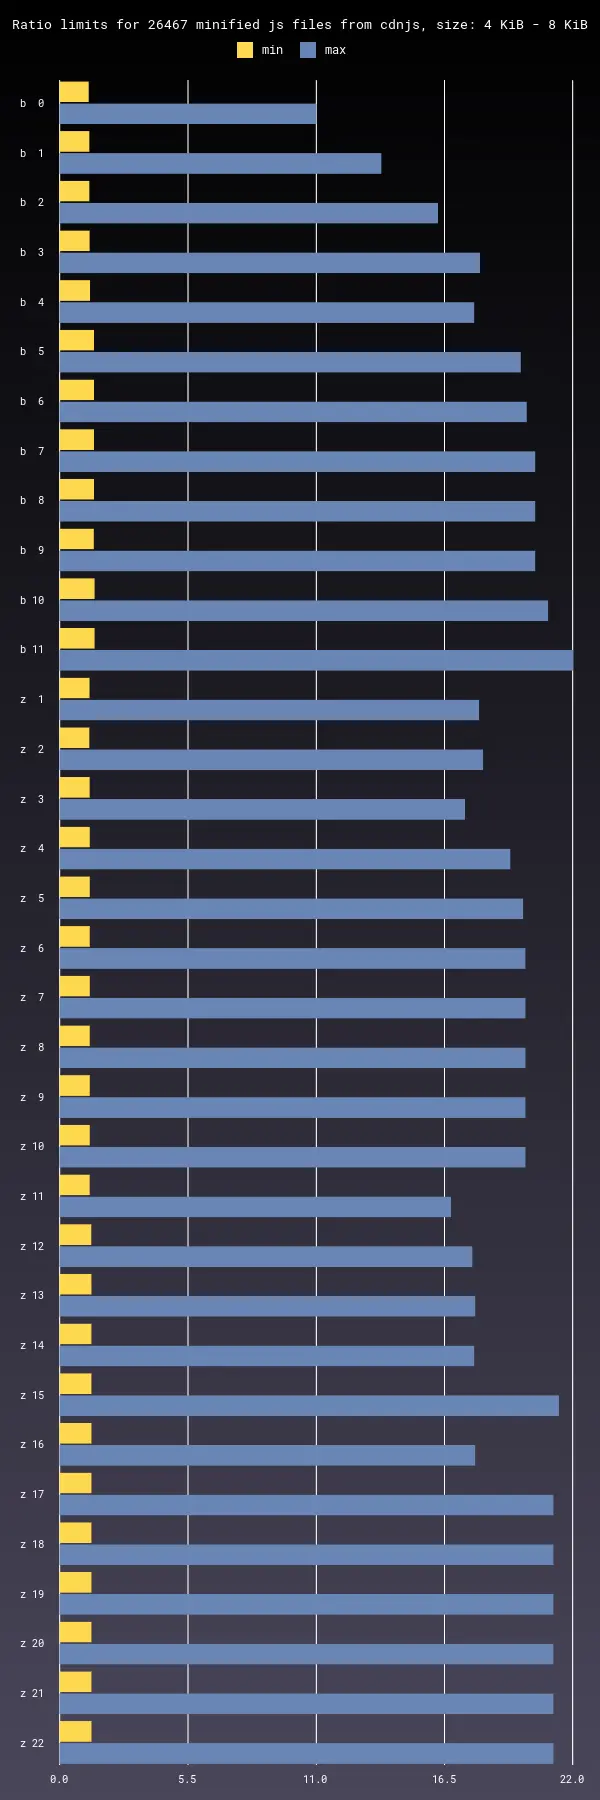 Ratio limits for 26467 minified js files from cdnjs, size: 4 KiB - 8 KiB
min max
b 0
b 1
b 2
b 3
b 4
b 5
b 6
b 7
b 8
b 9
b 10
b 11
z 1
z 2
z 3
z 4
z 5
z 6
z 7
z 8
z 9
z 10
z 11
z 12
z 13
z 14
z 15
z 16
z 17
z 18
z 19
z 20
z 21
z 22
0.0 5.5 11.0 16.5 22.0